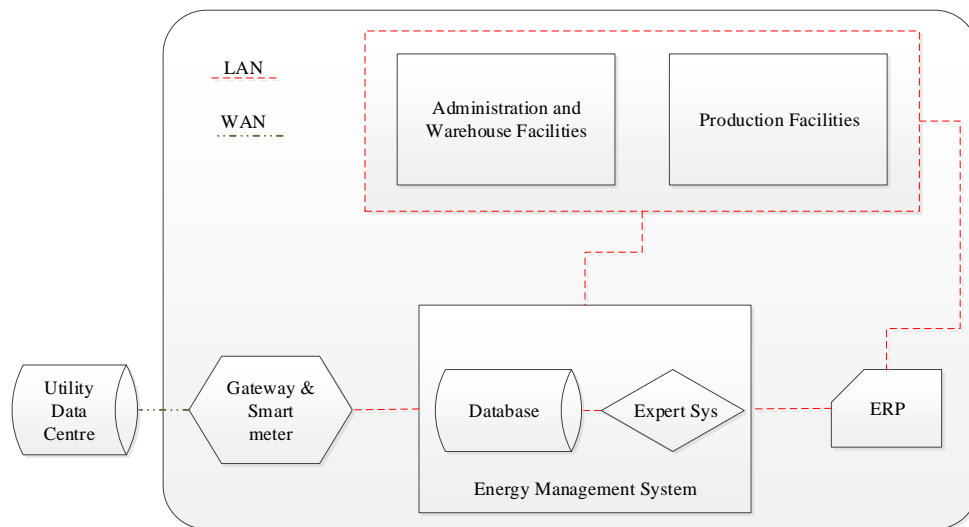 LAN
WAN
Administration and
Warehouse Facilities
Production Facilities
Utility
Data
Centre
Gateway &
Smart
meter
Database
Expert Sys
Energy Management System
ERP